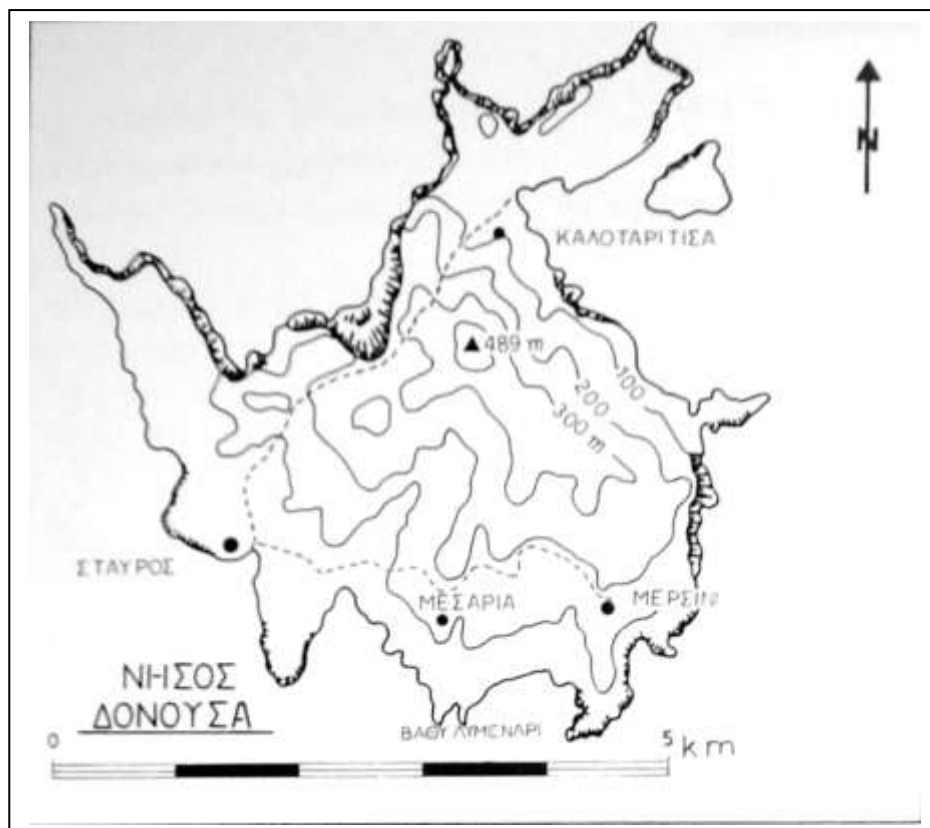 N
ΚΑΛΟΤΑΡΙΤΙΣΑ
489 m
100
200
300 m
ΣΤΑΥΡΟΣ
ΜΕΣΑΡΙΑ
ΜΕΡΣΙΝΙ
ΝΗΣΟΣ
ΔΟΝΟΥΣΑ
ΒΑΘΥ ΛΥΜΕΝΑΡΙ
0 5 km